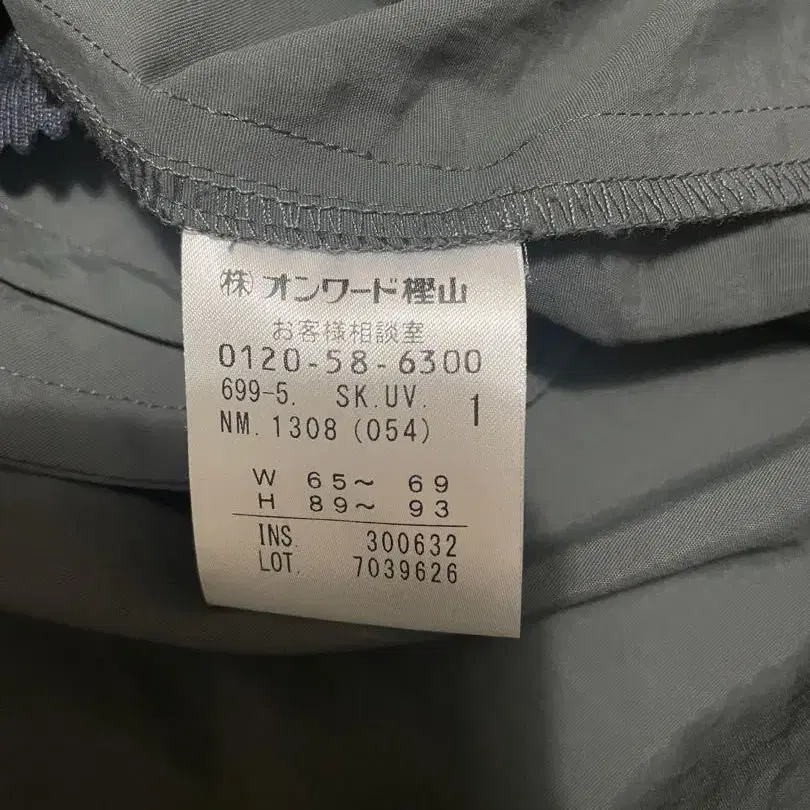 ㈱オンワード樫山
お客様相談室
0120-58-6300
699-5. SK.UV. 1
NM. 1308 (054)
W 65～ 69
H 89～ 93
INS. 300632
LOT. 7039626